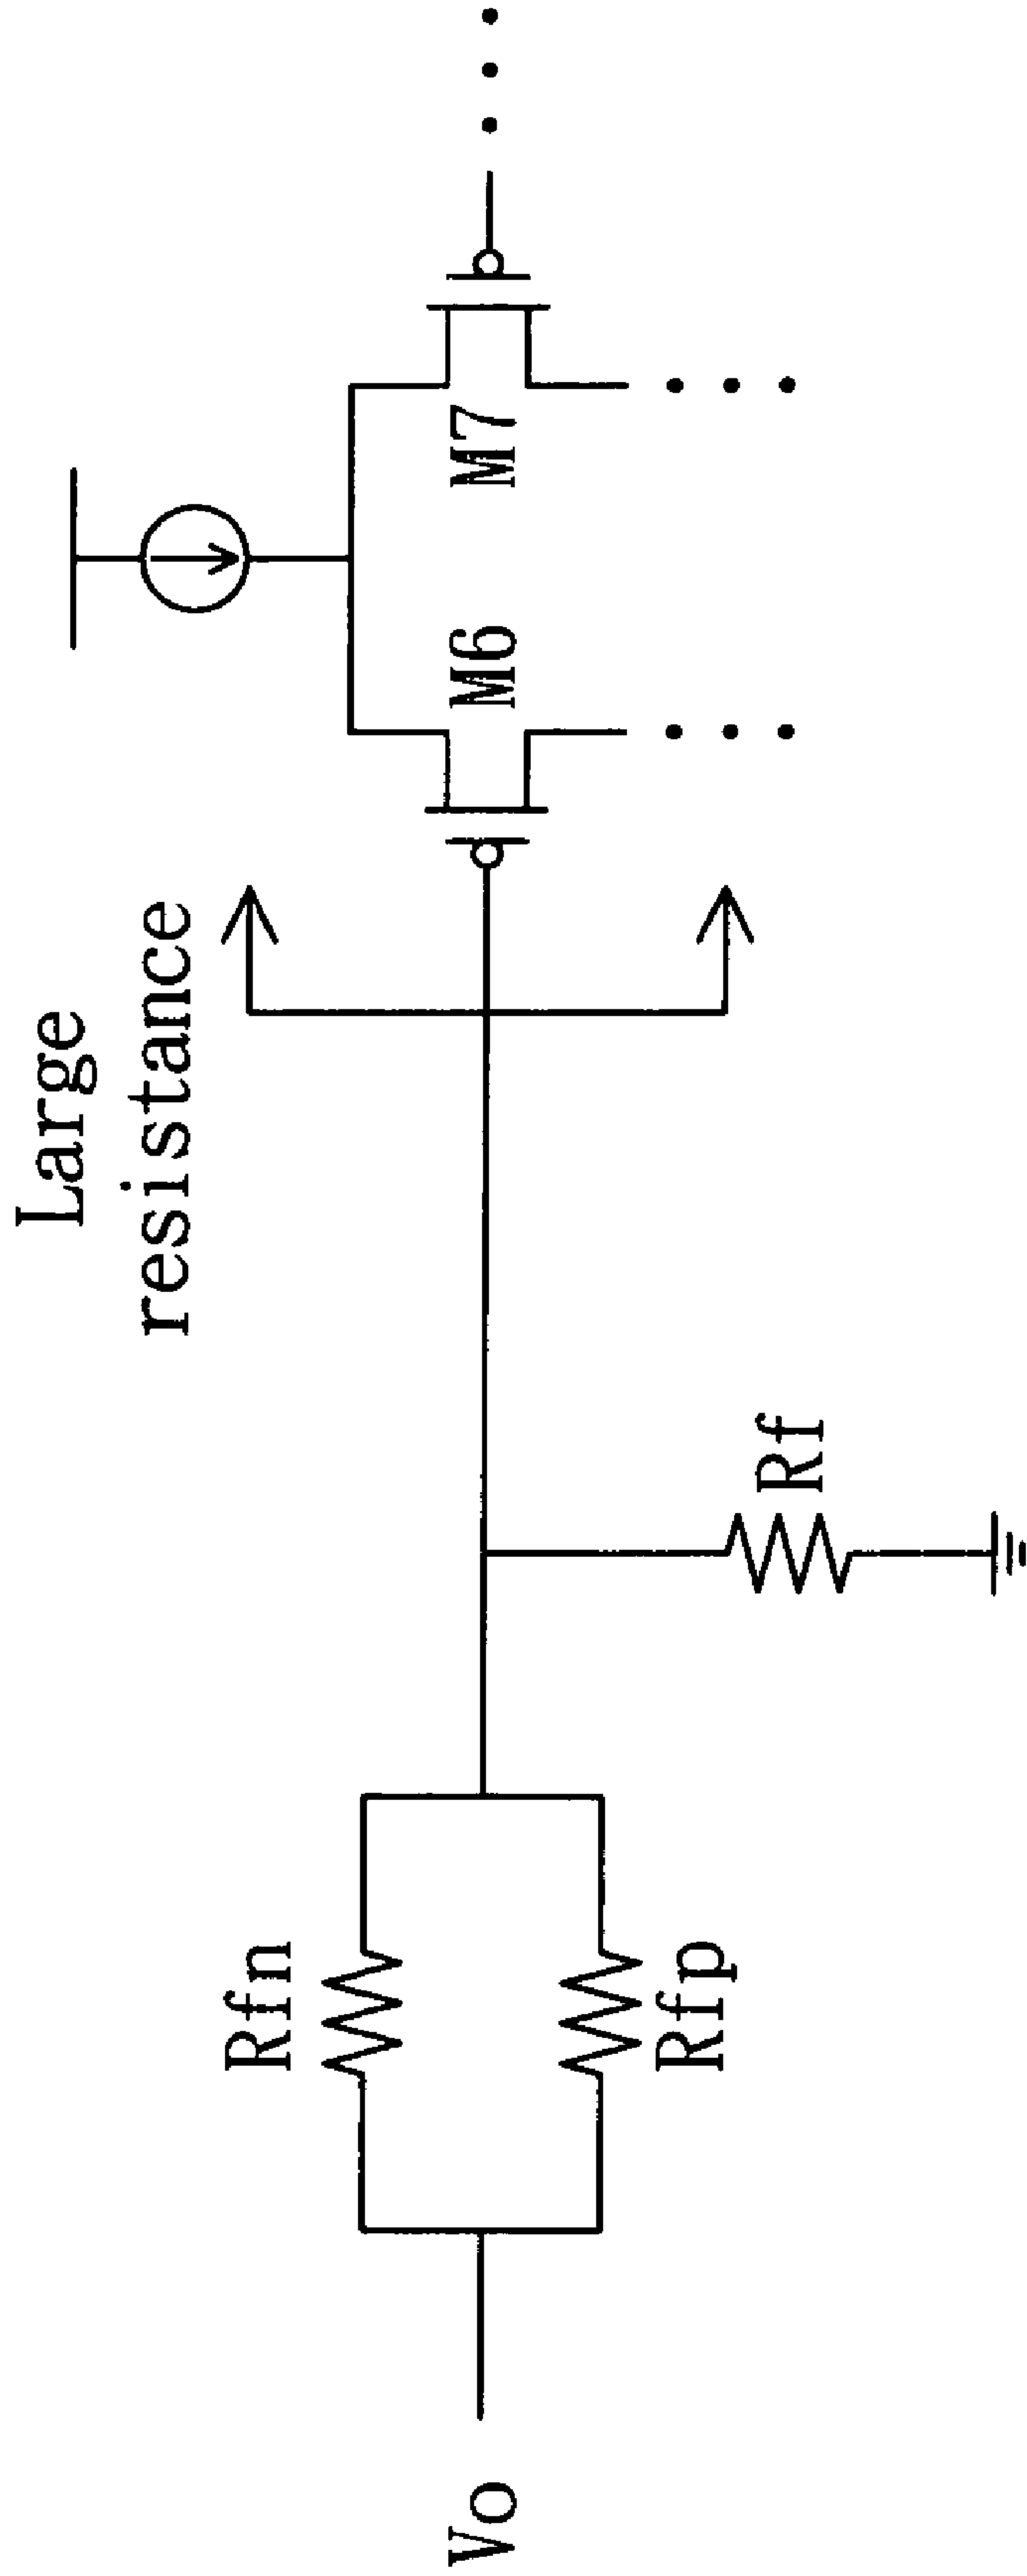 Large
resistance
M6
M7
Rfn
Rfp
Rf
Vo